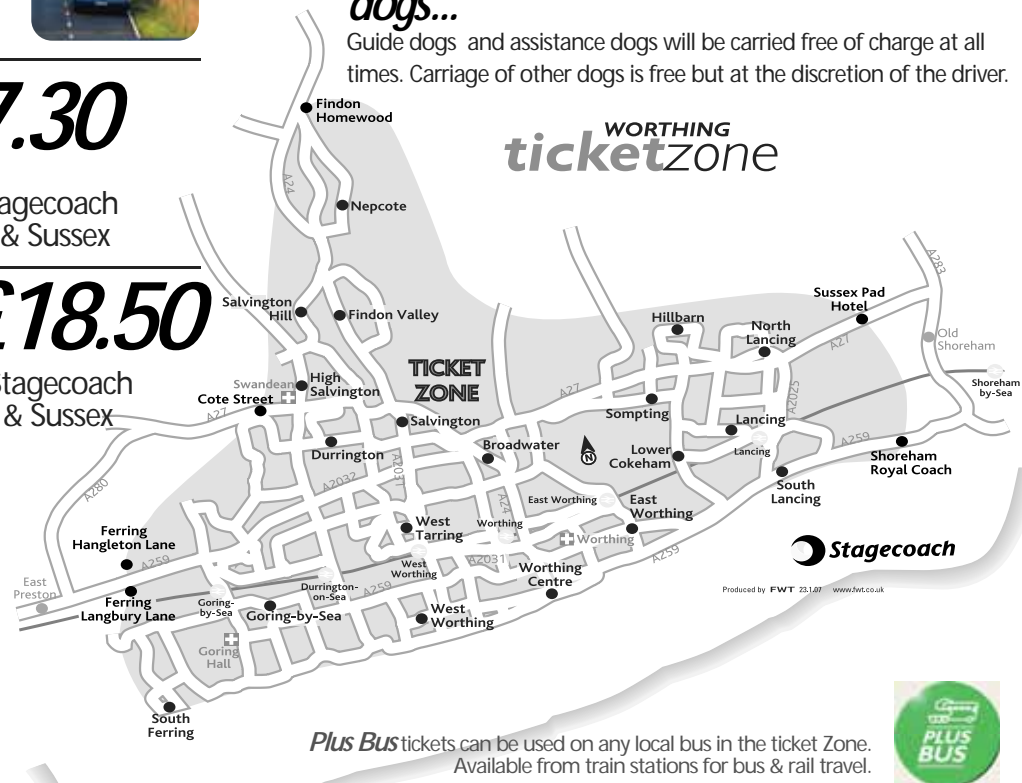 dogs...
Guide dogs and assistance dogs will be carried free of charge at all
times. Carriage of other dogs is free but at the discretion of the driver.
7.30
tagecoach
& Sussex
£18.50
Stagecoach
& Sussex
WORTHING
ticketzone
Findon
Homewood
A24
Nepcote
Salvington
Hill
Findon Valley
TICKET
ZONE
Swandean
High
Salvington
Cote Street
A27
Salvington
Durrington
Broadwater
A2032
A2031
A24
A280
Hillbarn
North
Lancing
Sussex Pad
Hotel
A283
Old
Shoreham
Shoreham
by-Sea
A27
A27
Sompting
A2025
Lancing
Lancing
Lower
Cokeham
N
A259
Shoreham
Royal Coach
South
Lancing
East Worthing
East
Worthing
Worthing
Worthing
West
Tarring
West
Worthing
A2031
Worthing
Centre
A259
Ferring
Hangleton Lane
A259
East
Preston
Ferring
Langbury Lane
Goring-
by-Sea
Goring-by-Sea
Durrington-
on-Sea
A259
West
Worthing
Goring
Hall
South
Ferring
Stagecoach
Produced by FWT 23.1.07 www.fwt.co.uk
Plus Bus tickets can be used on any local bus in the ticket Zone.
Available from train stations for bus & rail travel.
PLUS
BUS